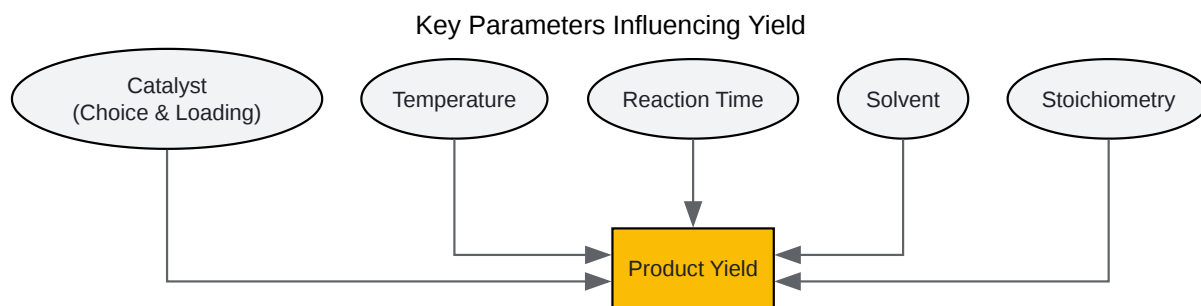 Key Parameters Influencing Yield
Catalyst
(Choice & Loading)
Temperature
Reaction Time
Solvent
Stoichiometry
Product Yield